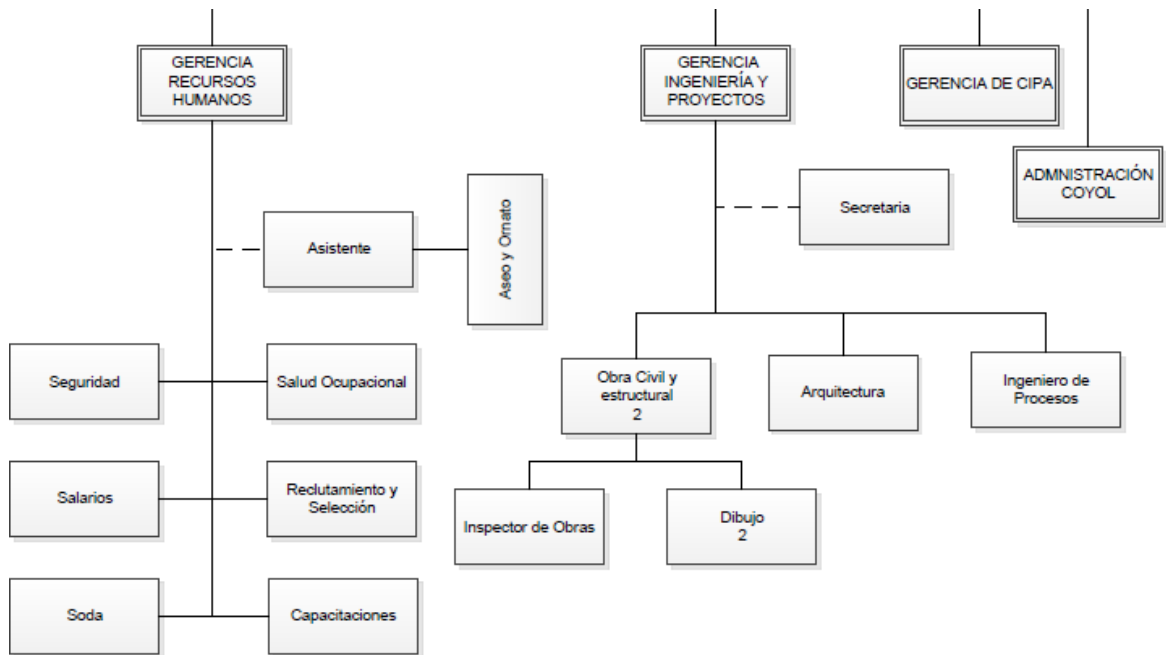 GERENCIA
RECURSOS
HUMANOS
GERENCIA
INGENIERÍA Y
PROYECTOS
GERENCIA DE CIPA
ADMNISTRACIÓN
COYOL
Secretaria
Asistente
Aseo y Ornato
Seguridad
Salud Ocupacional
Obra Civil y
estructural
2
Arquitectura
Ingeniero de
Procesos
Salarios
Reclutamiento y
Selección
Inspector de Obras
Dibujo
2
Soda
Capacitaciones